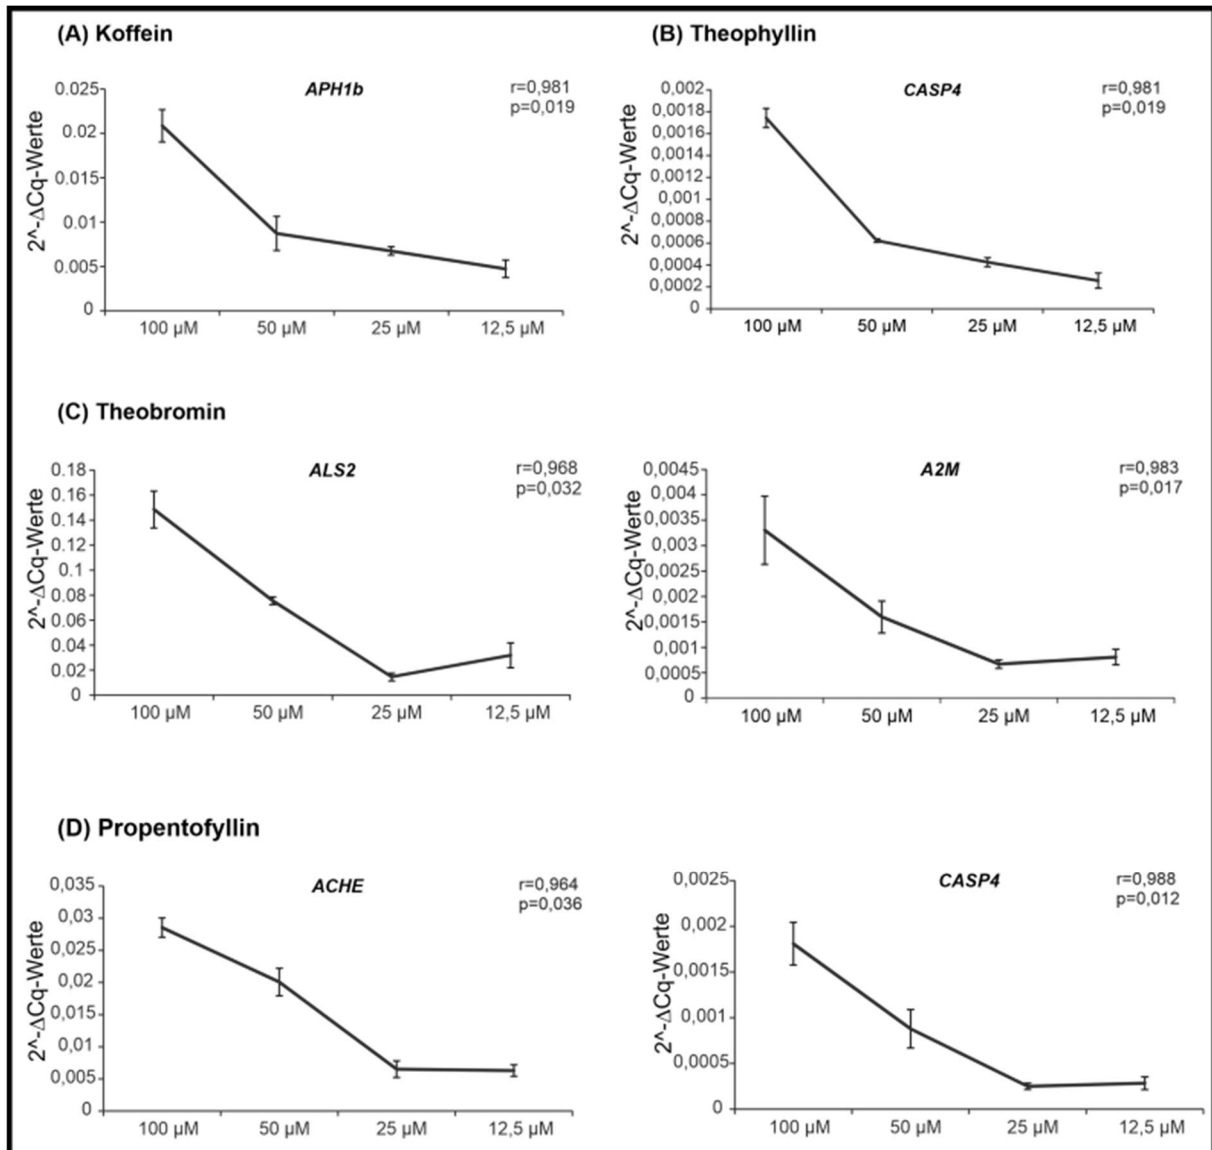 (A) Koffein
APH1b
r=0,981
p=0,019
2^-ΔCq-Werte
0.025
0.02
0.015
0.01
0.005
0
100 µM 50 µM 25 µM 12,5 µM
(B) Theophyllin
CASP4
r=0,981
p=0,019
2^-ΔCq-Werte
0,002
0,0018
0,0016
0,0014
0,0012
0,001
0,0008
0,0006
0,0004
0,0002
0
100 µM 50 µM 25 µM 12,5 µM
(C) Theobromin
ALS2
r=0,968
p=0,032
2^-ΔCq-Werte
0.18
0.16
0.14
0.12
0.1
0.08
0.06
0.04
0.02
0
100 µM 50 µM 25 µM 12,5 µM
A2M
r=0,983
p=0,017
2^-ΔCq-Werte
0,0045
0,004
0,0035
0,003
0,0025
0,002
0,0015
0,001
0,0005
0
100 µM 50 µM 25 µM 12,5 µM
(D) Propentofyllin
ACHE
r=0,964
p=0,036
2^-ΔCq-Werte
0,035
0,03
0,025
0,02
0,015
0,01
0,005
0
100 µM 50 µM 25 µM 12,5 µM
CASP4
r=0,988
p=0,012
2^-ΔCq-Werte
0,0025
0,002
0,0015
0,001
0,0005
0
100 µM 50 µM 25 µM 12,5 µM